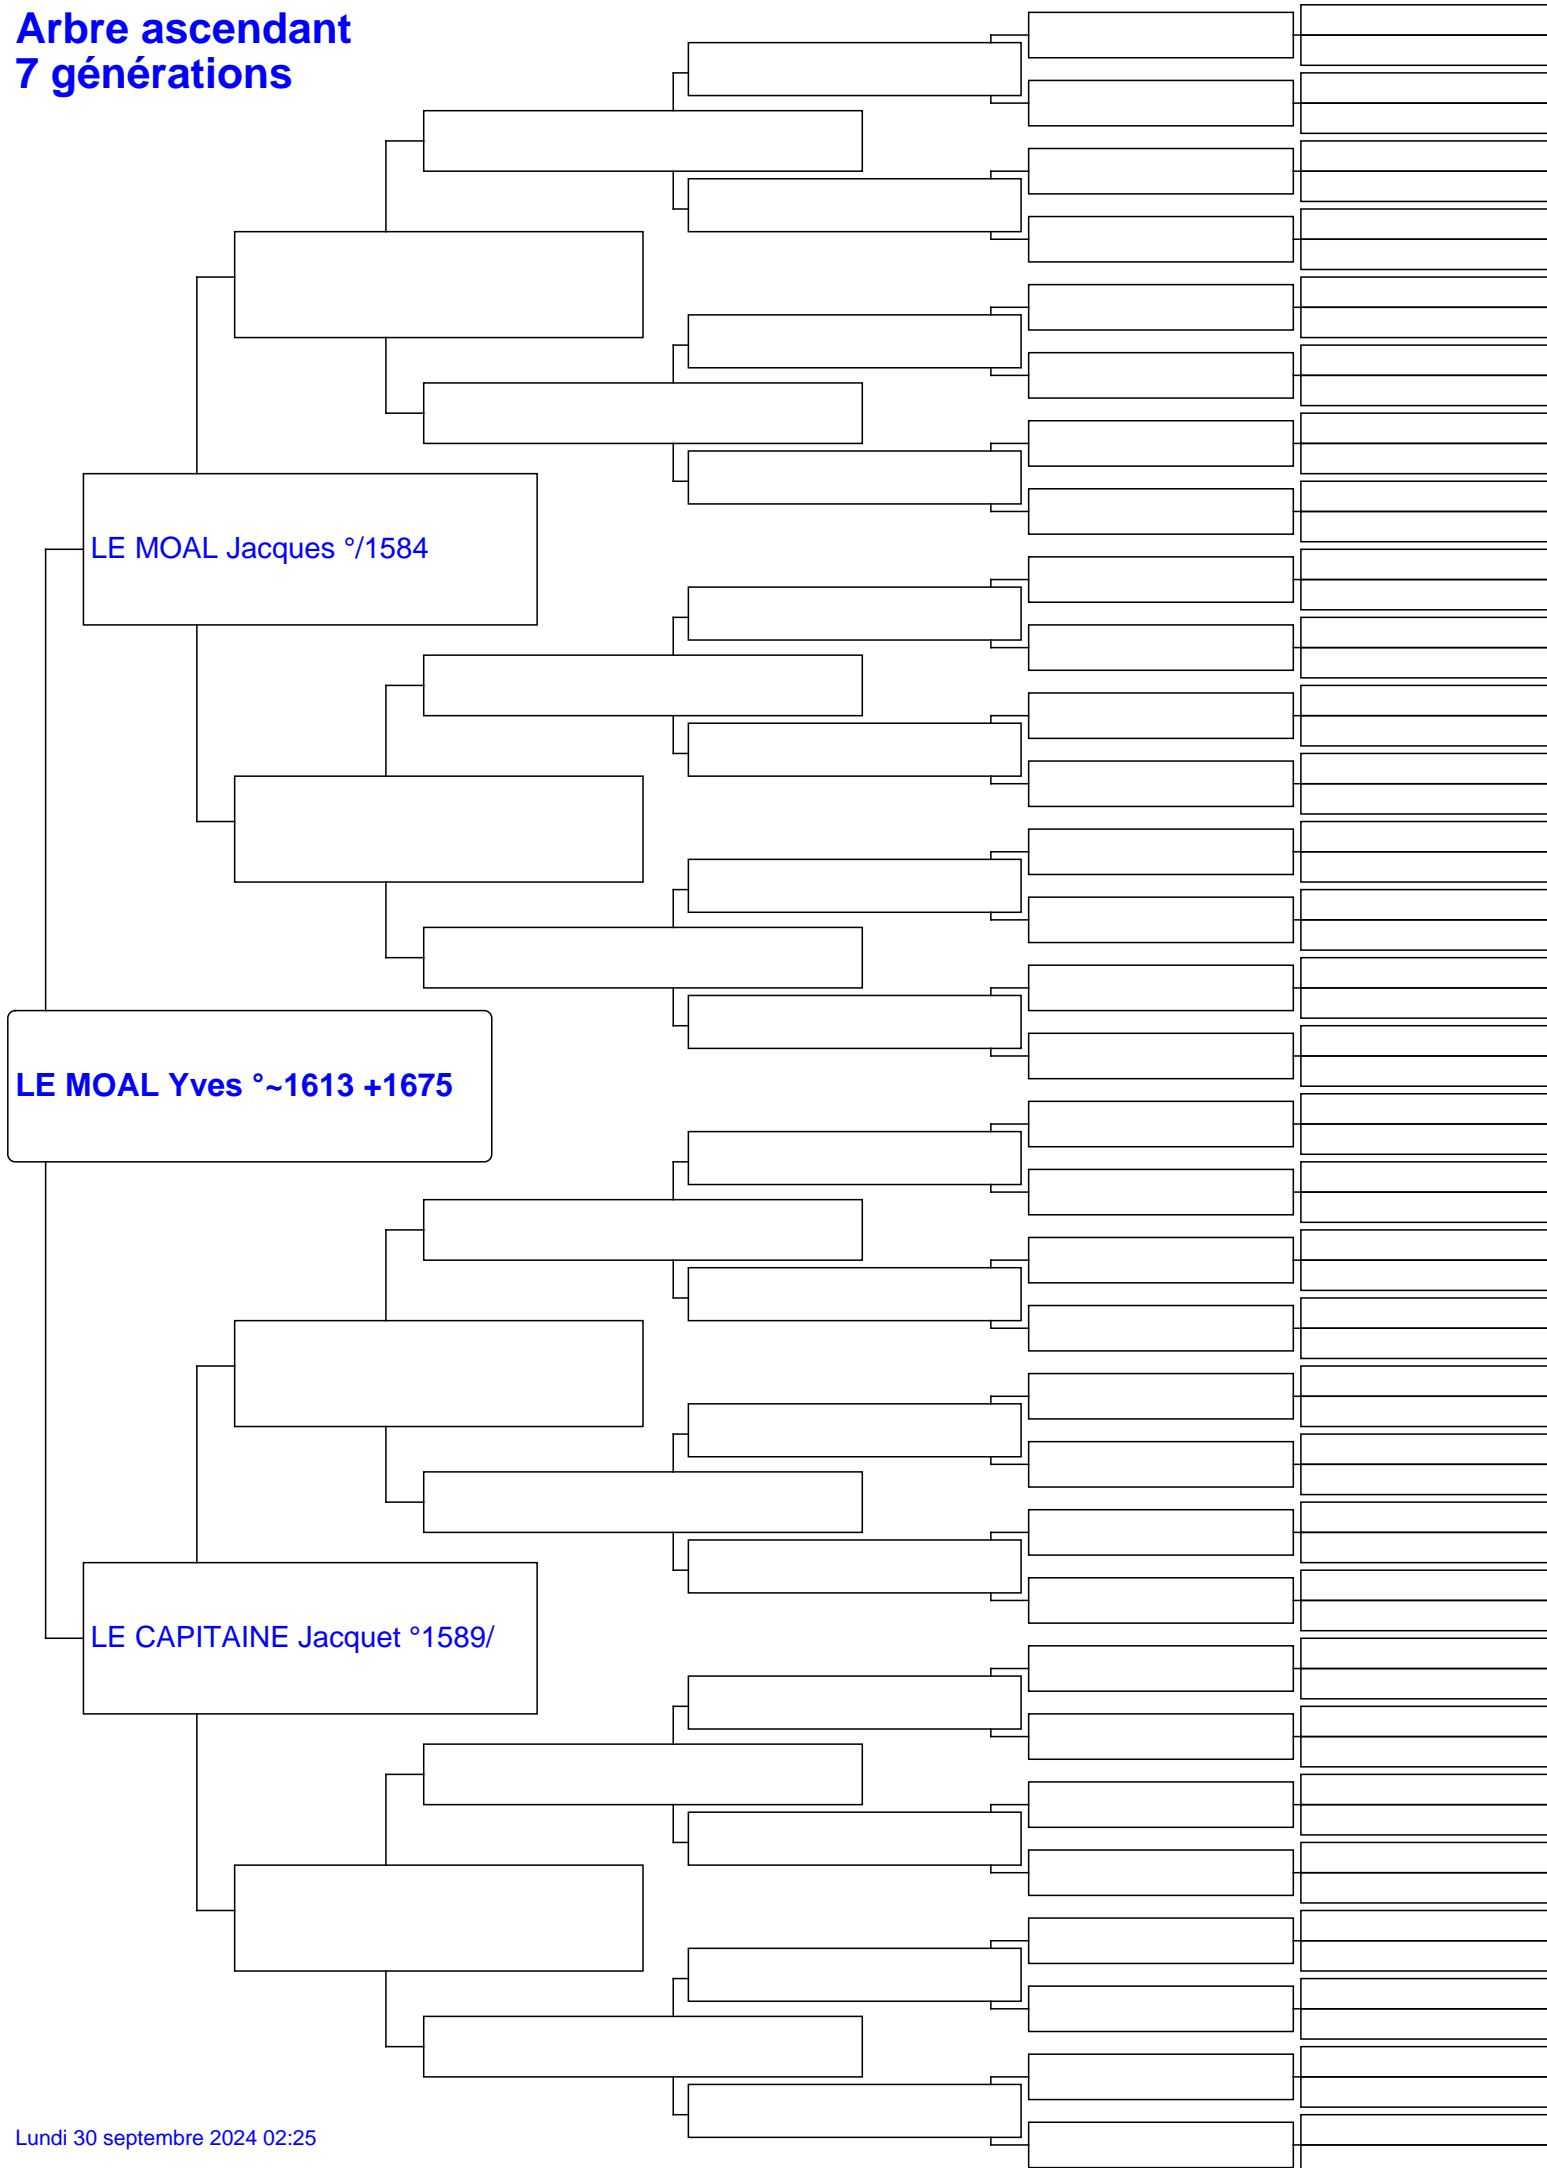 Arbre ascendant
7 générations
LE MOAL Jacques °/1584
LE MOAL Yves °~1613 +1675
LE CAPITAINE Jacquet °1589/
Lundi 30 septembre 2024 02:25